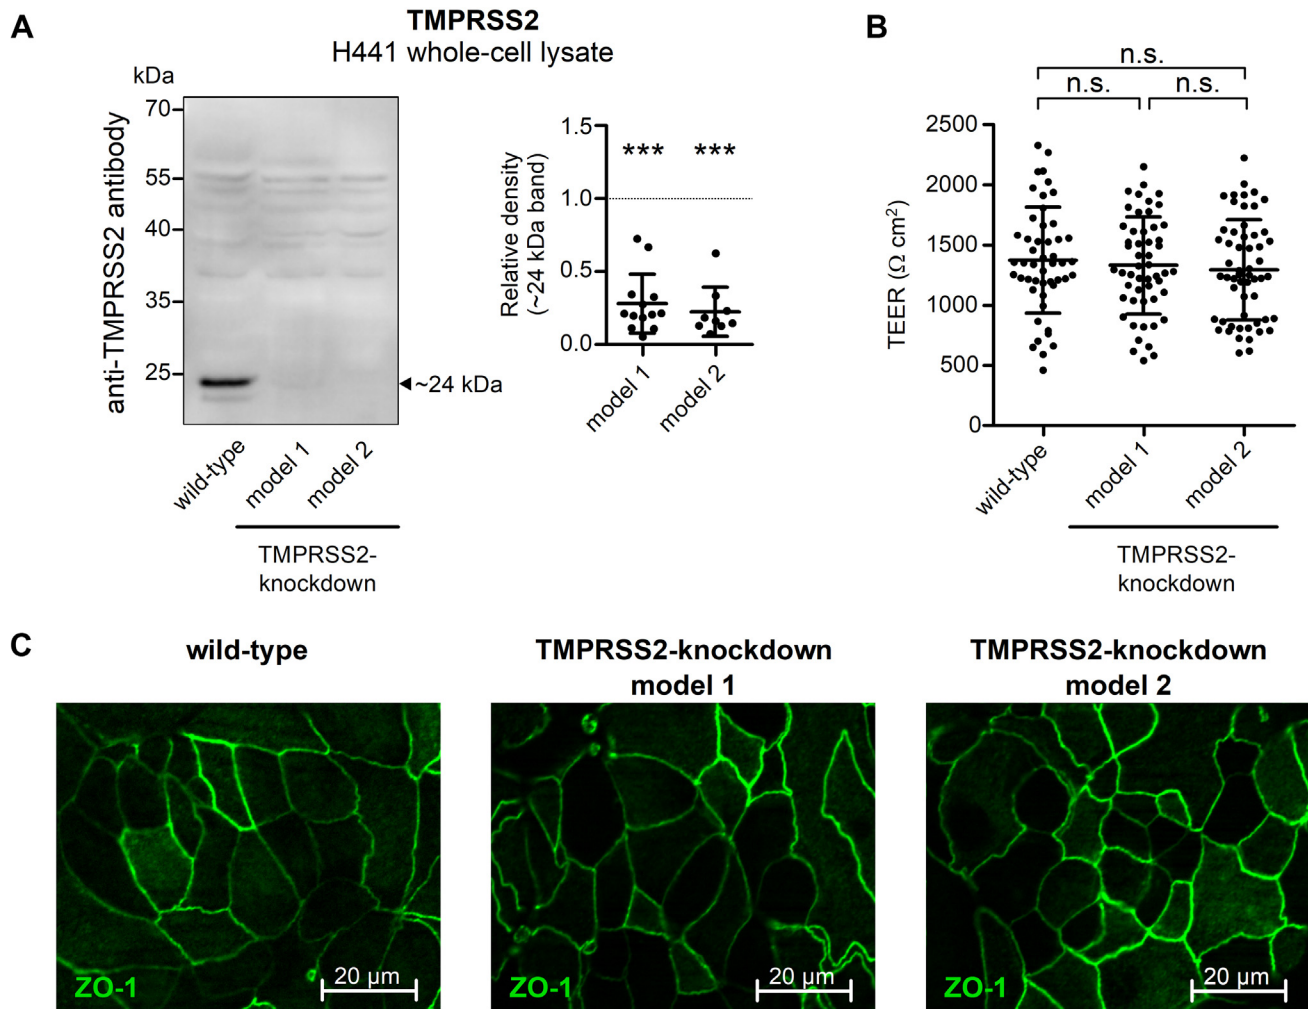 A
TMPRSS2
H441 whole-cell lysate
kDa
70
55
40
35
25
anti-TMPRSS2 antibody
~24 kDa
wild-type
model 1
model 2
TMPRSS2-
knockdown
Relative density
(~24 kDa band)
1.5
1.0
0.5
0.0
***
***
model 1
model 2
B
n.s.
n.s.
n.s.
TEER (Ω cm²)
2500
2000
1500
1000
500
0
wild-type
model 1
model 2
TMPRSS2-
knockdown
C
wild-type
TMPRSS2-knockdown
model 1
TMPRSS2-knockdown
model 2
ZO-1
20 µm
ZO-1
20 µm
ZO-1
20 µm